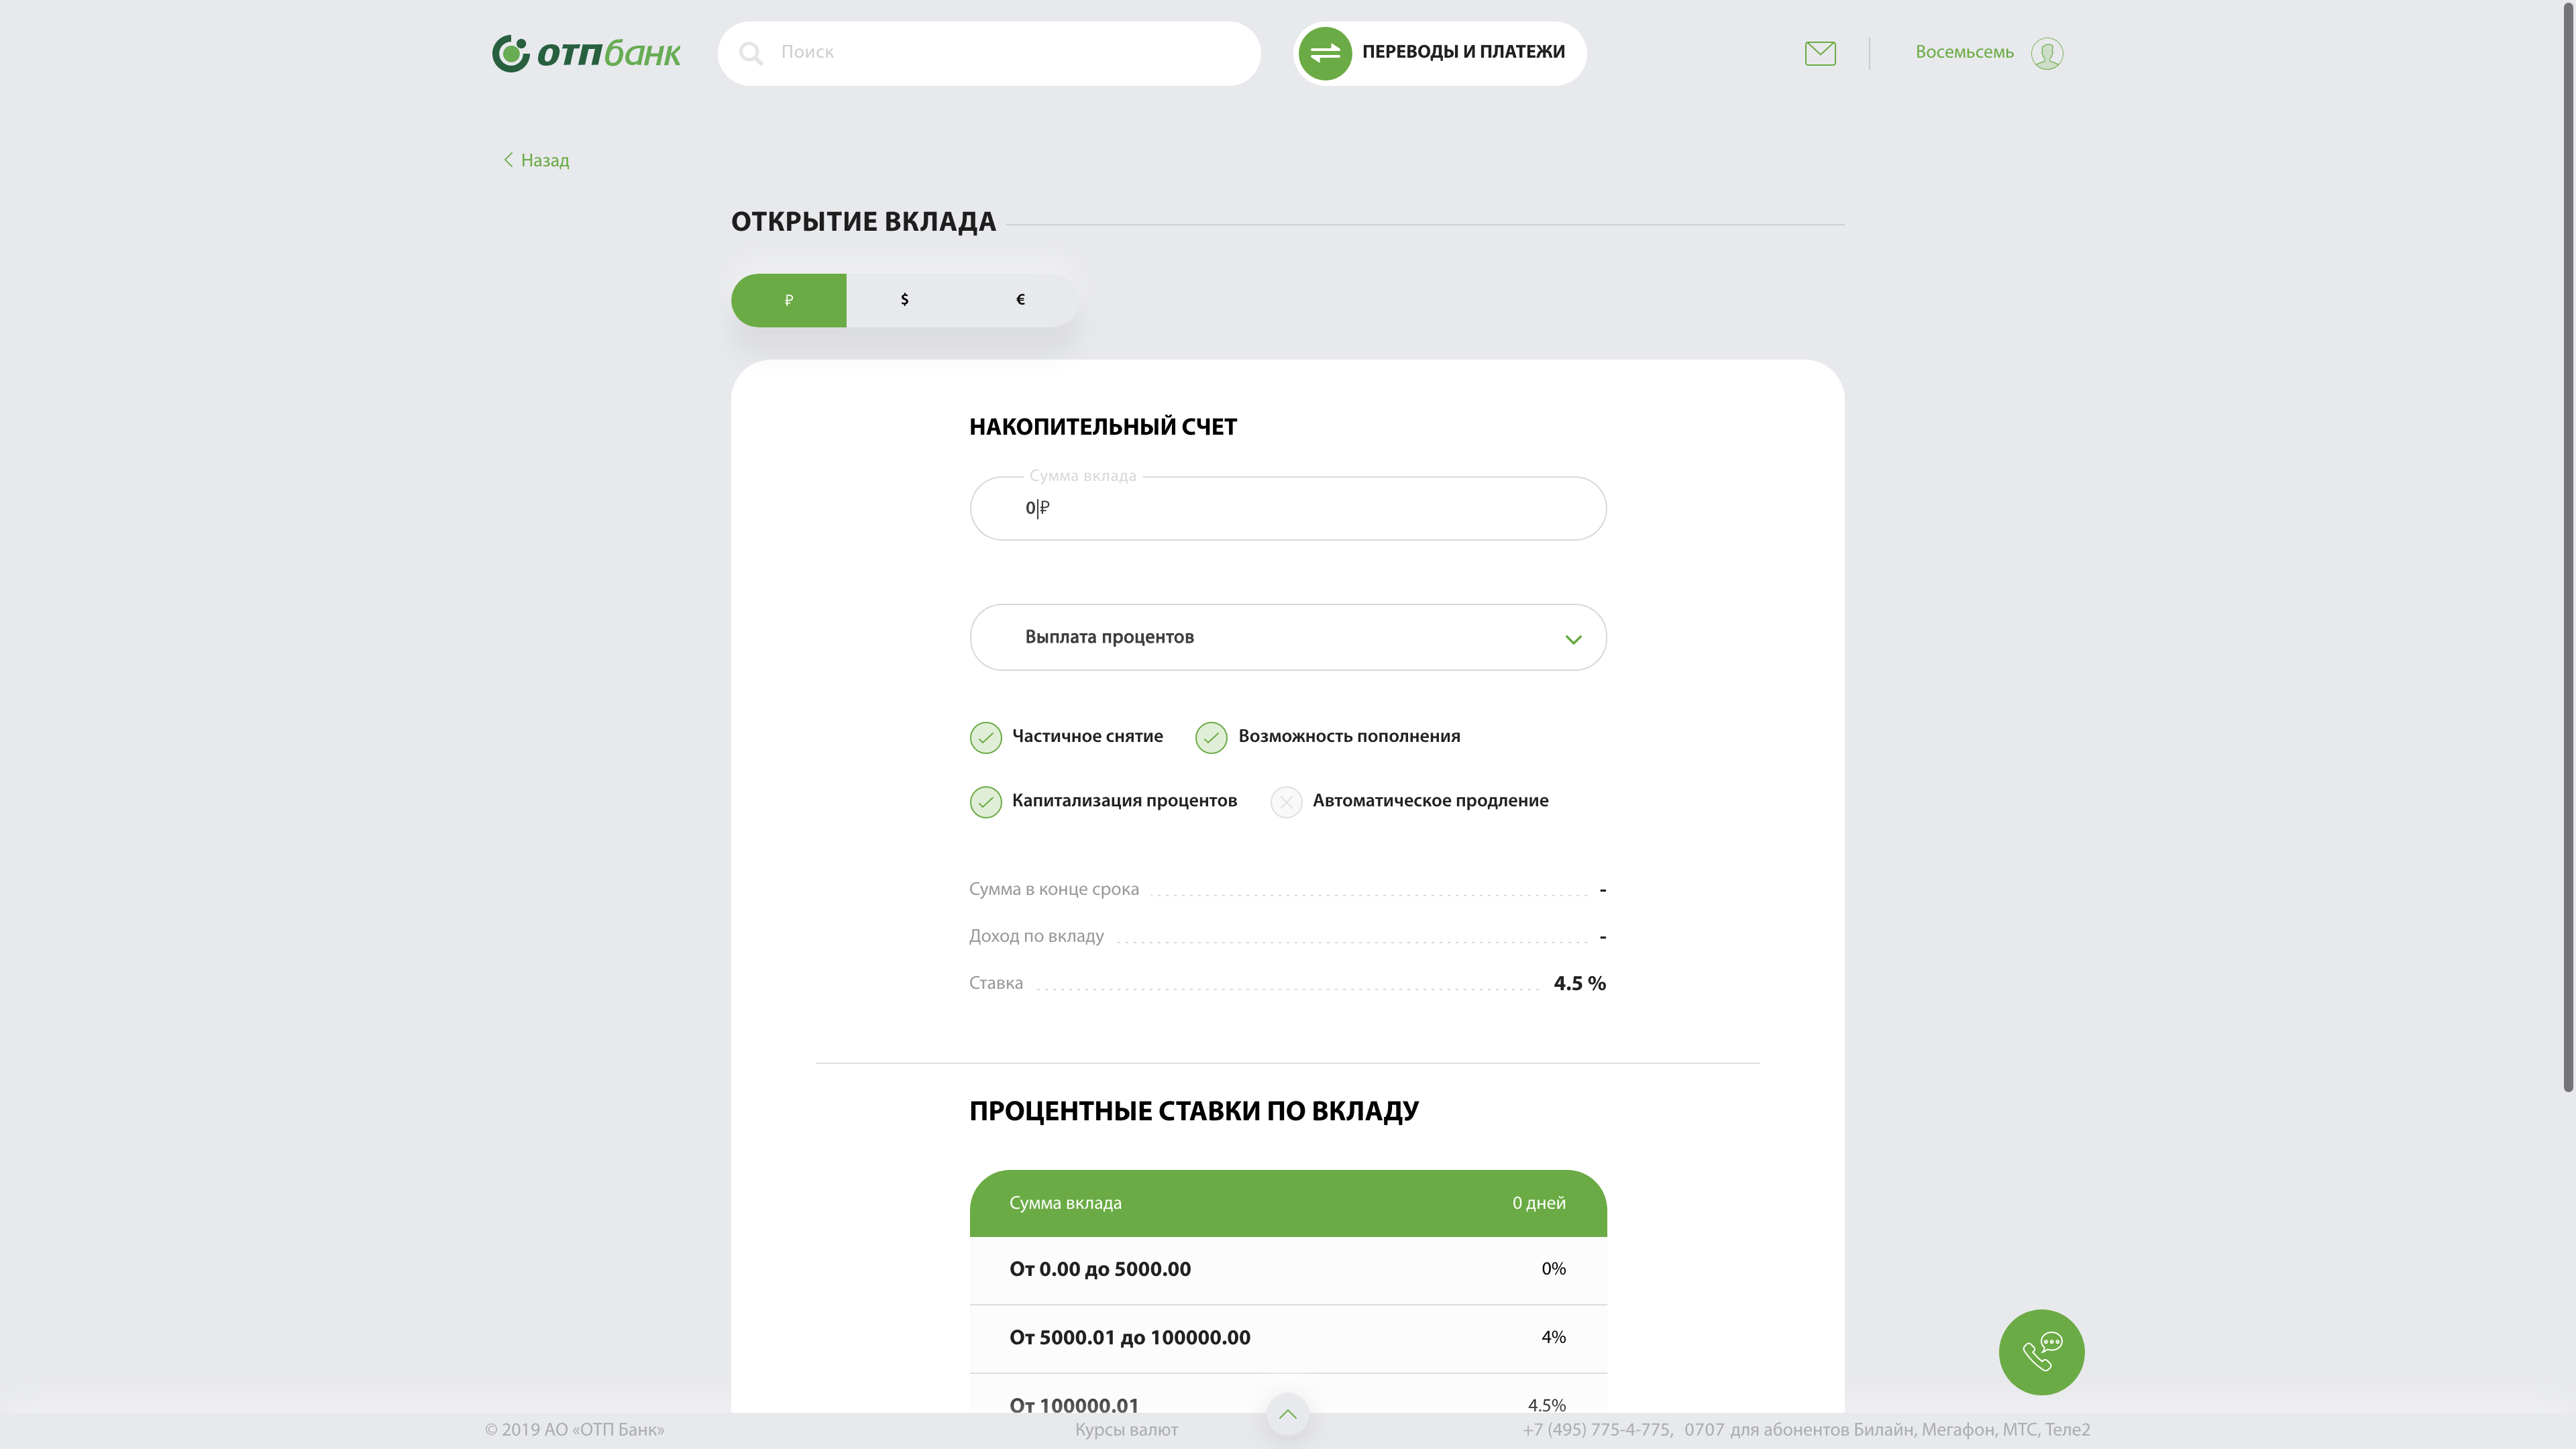 отпбанк
Поиск
ПЕРЕВОДЫ И ПЛАТЕЖИ
Восемьсемь
Назад
ОТКРЫТИЕ ВКЛАДА
₽ $ €
НАКОПИТЕЛЬНЫЙ СЧЕТ
Сумма вклада
0 ₽
Выплата процентов
Частичное снятие
Возможность пополнения
Капитализация процентов
Автоматическое продление
Сумма в конце срока -
Доход по вкладу -
Ставка 4.5 %
ПРОЦЕНТНЫЕ СТАВКИ ПО ВКЛАДУ
Сумма вклада 0 дней
От 0.00 до 5000.00 0%
От 5000.01 до 100000.00 4%
От 100000.01 4.5%
© 2019 АО «ОТП Банк»
Курсы валют
+7 (495) 775-4-775, 0707 для абонентов Билайн, Мегафон, МТС, Теле2